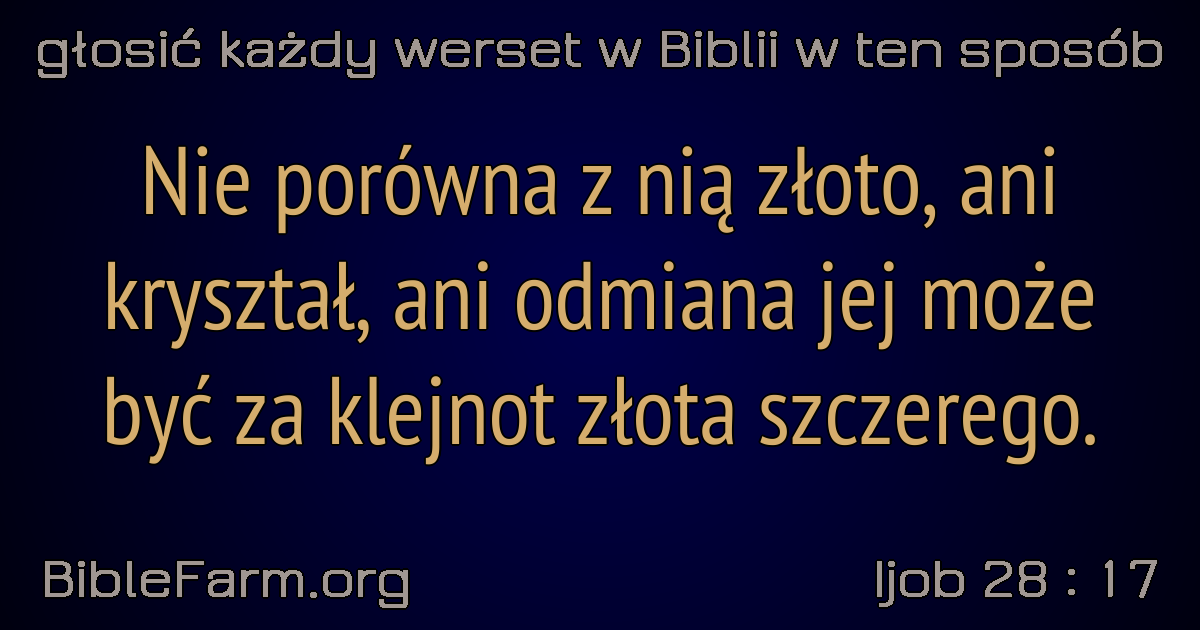 głosić każdy werset w Biblii w ten sposób
Nie porówna z nią złoto, ani
kryształ, ani odmiana jej może
być za klejnot złota szczerego.
BibleFarm.org
Ijob 28 : 17